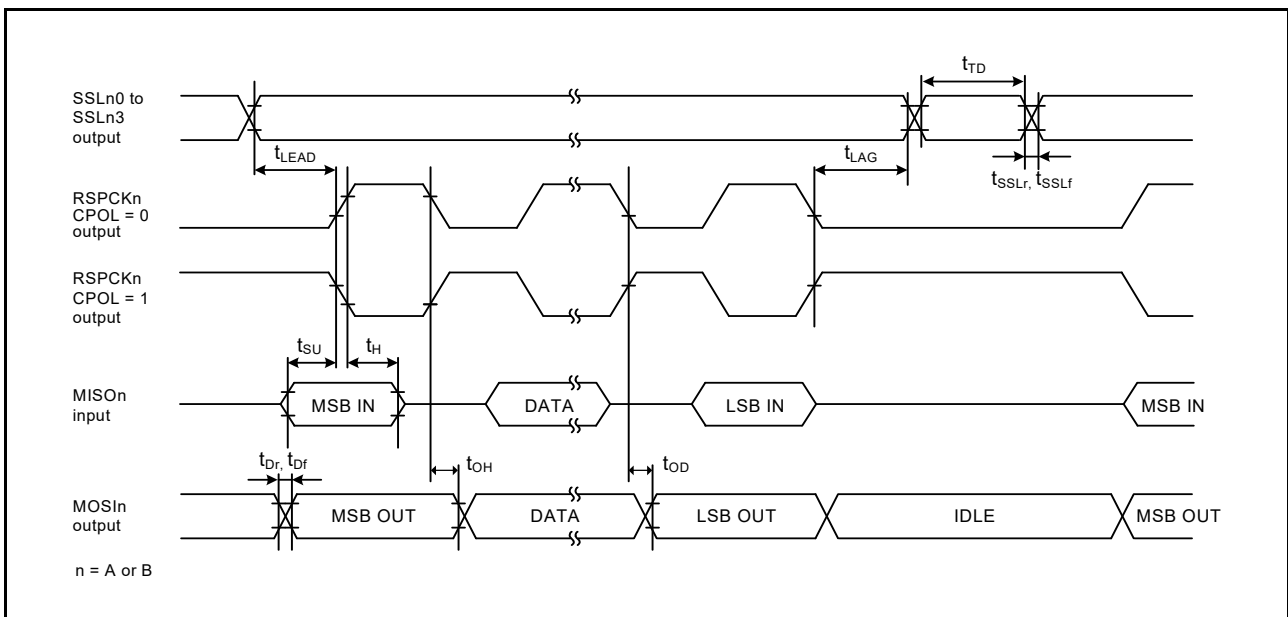 tTD
SSLn0 to
SSLn3
output
tLEAD
tLAG
tSSLr, tSSLf
RSPCKn
CPOL = 0
output
RSPCKn
CPOL = 1
output
tSU
tH
MISOn
input
MSB IN
DATA
LSB IN
MSB IN
tDr, tDf
tOH
tOD
MOSIn
output
MSB OUT
DATA
LSB OUT
IDLE
MSB OUT
n = A or B